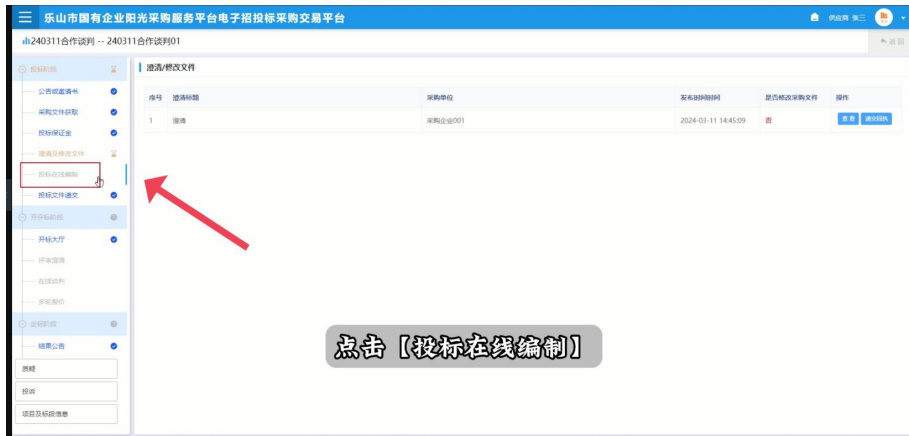 乐山市国有企业阳光采购服务平台电子招投标采购交易平台
供应商 张三
240311合作谈判 -- 240311合作谈判01
返回
投标阶段
公告或邀请书
采购文件获取
投标保证金
澄清及修改文件
投标在线编制
投标文件递交
开评标阶段
开标大厅
评审澄清
在线谈判
多轮报价
定标阶段
结果公告
质疑
投诉
项目及标段信息
澄清/修改文件
序号 澄清标题 采购单位 发布时间时间 是否修改采购文件 操作
1 澄清 采购企业001 2024-03-11 14:45:09 否 查看 递交回执
点击【投标在线编制】